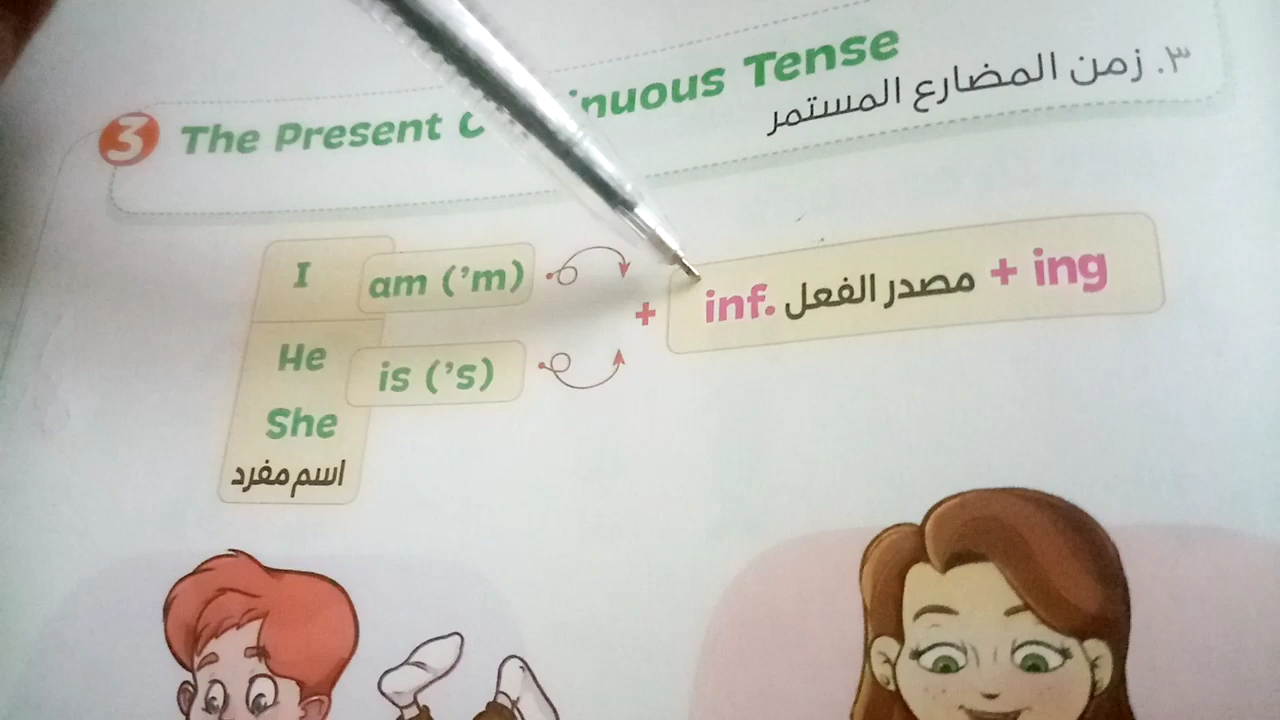 3 The Present C nuous Tense
٣. زمن المضارع المستمر
I am (’m)
+ inf. مصدر الفعل + ing
He is (’s)
She
اسم مفرد